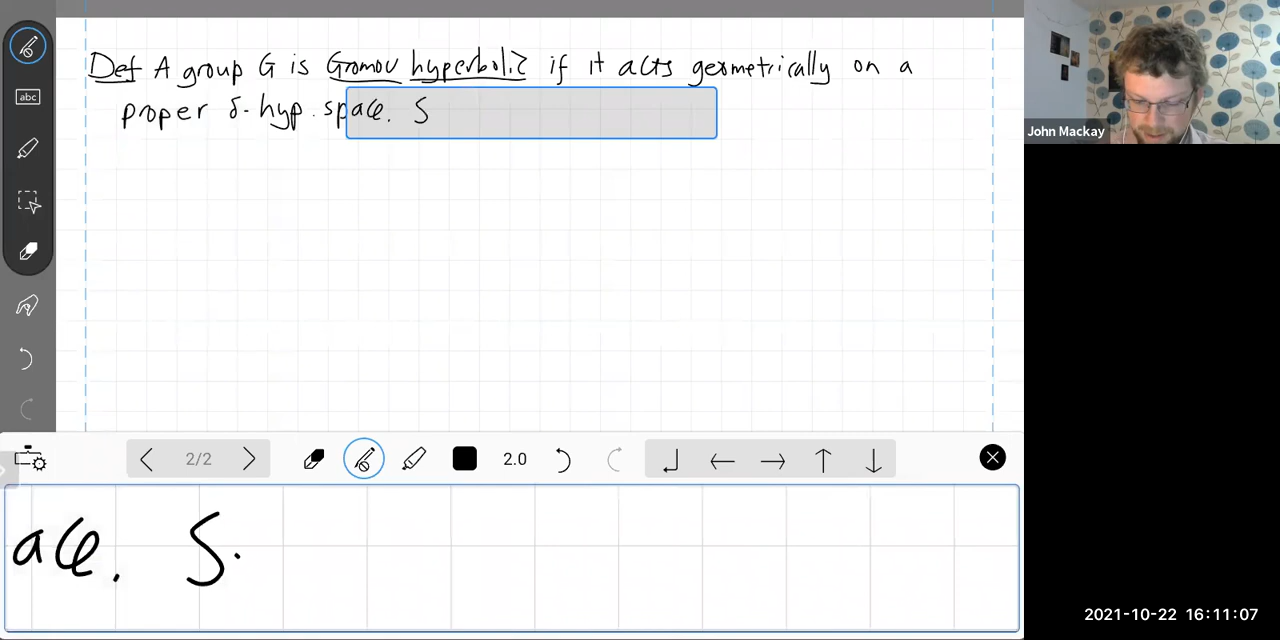 Def A group G is Gromov hyperbolic if it acts geometrically on a
proper δ-hyp. space. S
John Mackay
abc
2/2
2.0
ace. S.
2021-10-22 16:11:07